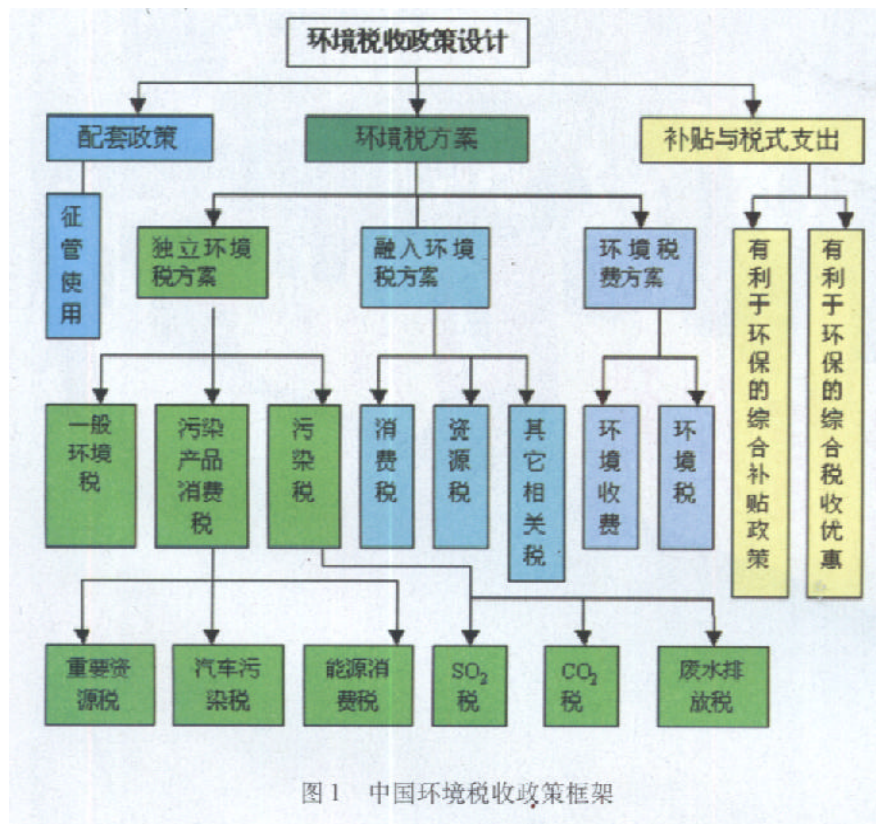 环境税收政策设计
配套政策
环境税方案
补贴与税式支出
征管使用
独立环境
税方案
融入环境
税方案
环境税
费方案
有利于环保的综合补贴政策
有利于环保的综合税收优惠
一般
环境
税
污染
产品
消费
税
污染税
消费税
资源税
其它相关税
环境收费
环境税
重要资
源税
汽车污
染税
能源消
费税
SO₂
税
CO₂
税
废水排
放税
图1 中国环境税收政策框架